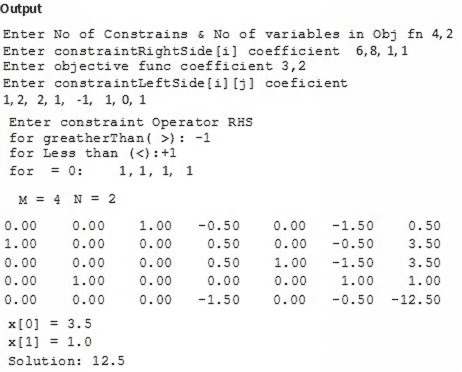 Output
Enter No of Constrains & No of variables in Obj fn 4,2
Enter constraintRightSide[i] coefficient 6,8,1,1
Enter objective func coefficient 3,2
Enter constraintLeftSide[i][j] coeficient
1,2, 2, 1, -1, 1,0, 1
Enter constraint Operator RHS
for greatherThan( >): -1
for Less than (<):+1
for = 0: 1,1, 1, 1
M = 4 N = 2
0.00 0.00 1.00 -0.50 0.00 -1.50 0.50
1.00 0.00 0.00 0.50 0.00 -0.50 3.50
0.00 0.00 0.00 0.50 1.00 -1.50 3.50
0.00 1.00 0.00 0.00 0.00 1.00 1.00
0.00 0.00 0.00 -1.50 0.00 -0.50 -12.50
x[0] = 3.5
x[1] = 1.0
Solution: 12.5